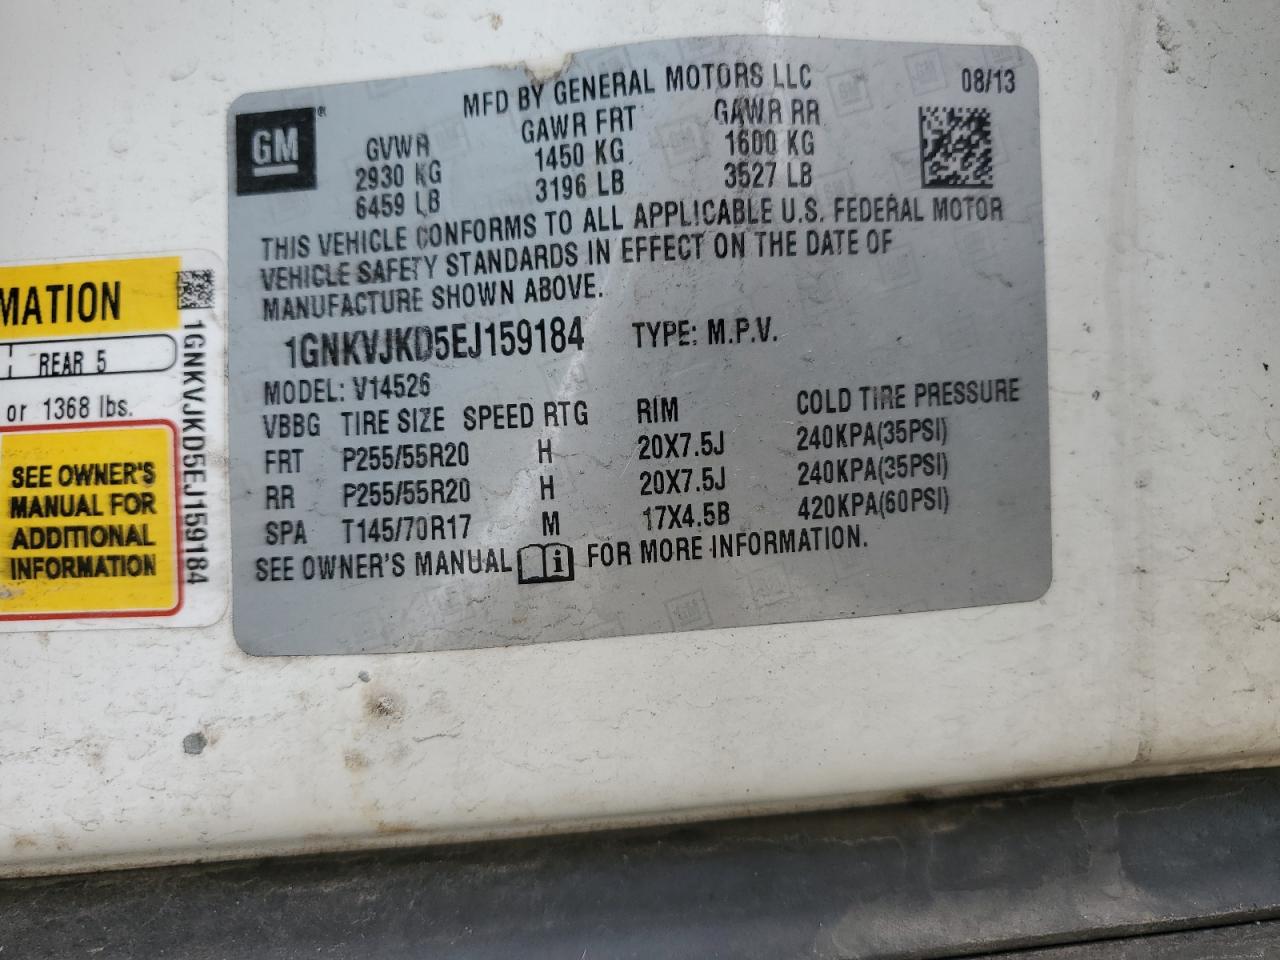 MFD BY GENERAL MOTORS LLC 08/13
GM®
GVWR GAWR FRT GAWR RR
2930 KG 1450 KG 1600 KG
6459 LB 3196 LB 3527 LB
THIS VEHICLE CONFORMS TO ALL APPLICABLE U.S. FEDERAL MOTOR
VEHICLE SAFETY STANDARDS IN EFFECT ON THE DATE OF
MANUFACTURE SHOWN ABOVE.
1GNKVJKD5EJ159184 TYPE: M.P.V.
MODEL: V14526
VBBG TIRE SIZE SPEED RTG RIM COLD TIRE PRESSURE
FRT P255/55R20 H 20X7.5J 240KPA(35PSI)
RR P255/55R20 H 20X7.5J 240KPA(35PSI)
SPA T145/70R17 M 17X4.5B 420KPA(60PSI)
SEE OWNER'S MANUAL i FOR MORE INFORMATION.
MATION
REAR 5
or 1368 lbs.
SEE OWNER'S
MANUAL FOR
ADDITIONAL
INFORMATION
1GNKVJKD5EJ159184